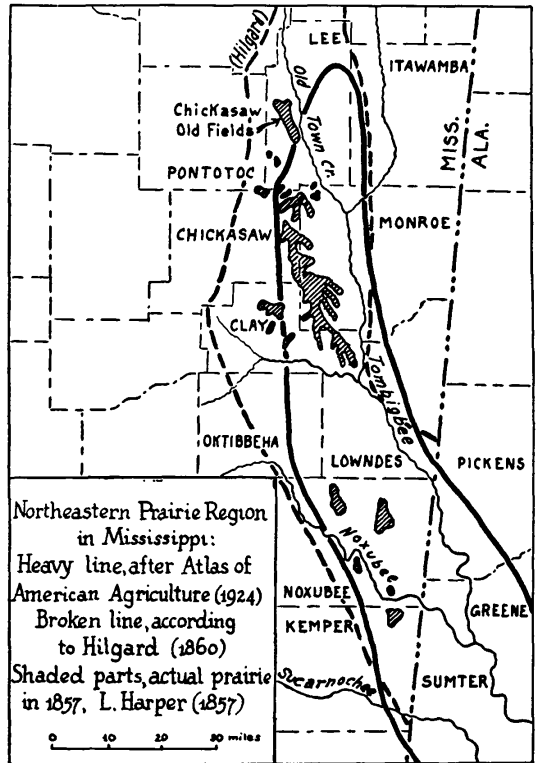 (Hilgard)
LEE
ITAWAMBA
Old
Town Cr.
Chickasaw
Old Fields
MISS.
ALA.
PONTOTOC
CHICKASAW
MONROE
CLAY
Tombigbee
OKTIBBEHA
LOWNDES
PICKENS
Noxubee
NOXUBEE
GREENE
KEMPER
Sucarnochee
SUMTER
Northeastern Prairie Region
in Mississippi:
Heavy line, after Atlas of
American Agriculture (1924)
Broken line, according
to Hilgard (1860)
Shaded parts, actual prairie
in 1857, L. Harper (1857)
0 10 20 30 miles